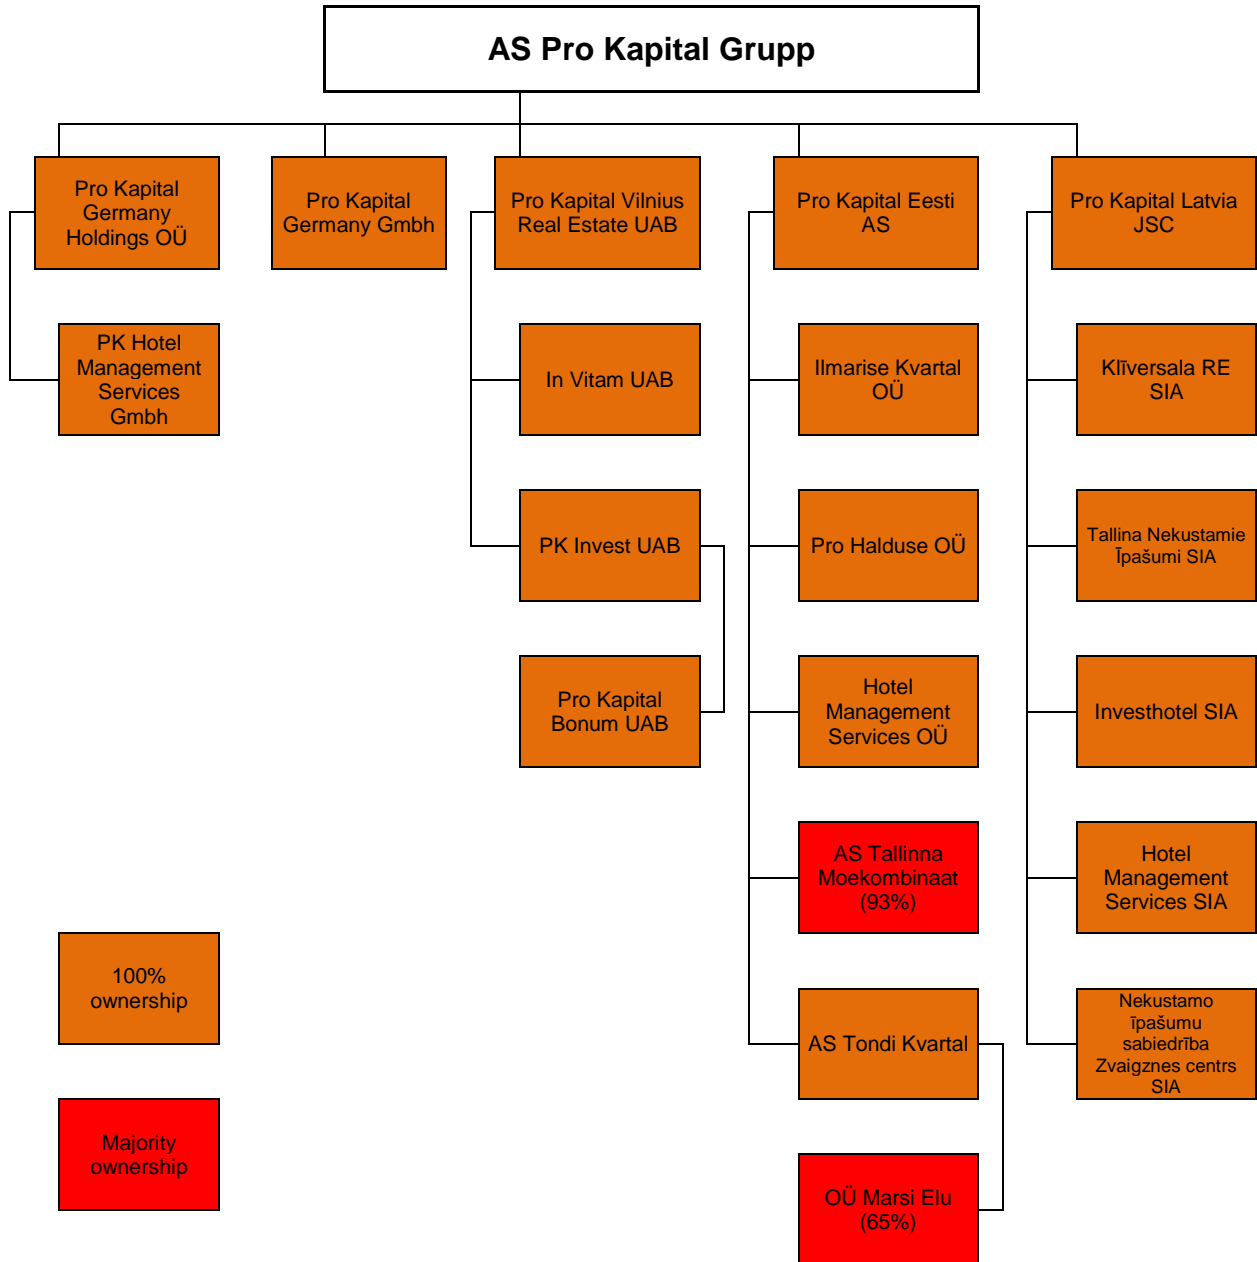 AS Pro Kapital Grupp
Pro Kapital
Germany
Holdings OÜ
Pro Kapital
Germany Gmbh
Pro Kapital Vilnius
Real Estate UAB
Pro Kapital Eesti
AS
Pro Kapital Latvia
JSC
PK Hotel
Management
Services
Gmbh
In Vitam UAB
Ilmarise Kvartal
OÜ
Klīversala RE
SIA
PK Invest UAB
Pro Halduse OÜ
Tallina Nekustamie
Īpašumi SIA
Pro Kapital
Bonum UAB
Hotel
Management
Services OÜ
Investhotel SIA
AS Tallinna
Moekombinaat
(93%)
Hotel
Management
Services SIA
100%
ownership
AS Tondi Kvartal
Nekustamo
īpašumu
sabiedrība
Zvaigznes centrs
SIA
Majority
ownership
OÜ Marsi Elu
(65%)